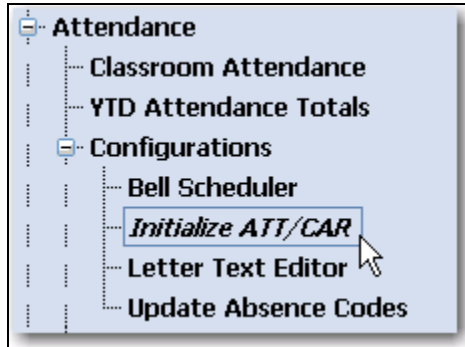 Attendance
Classroom Attendance
YTD Attendance Totals
Configurations
Bell Scheduler
Initialize ATT/CAR
Letter Text Editor
Update Absence Codes